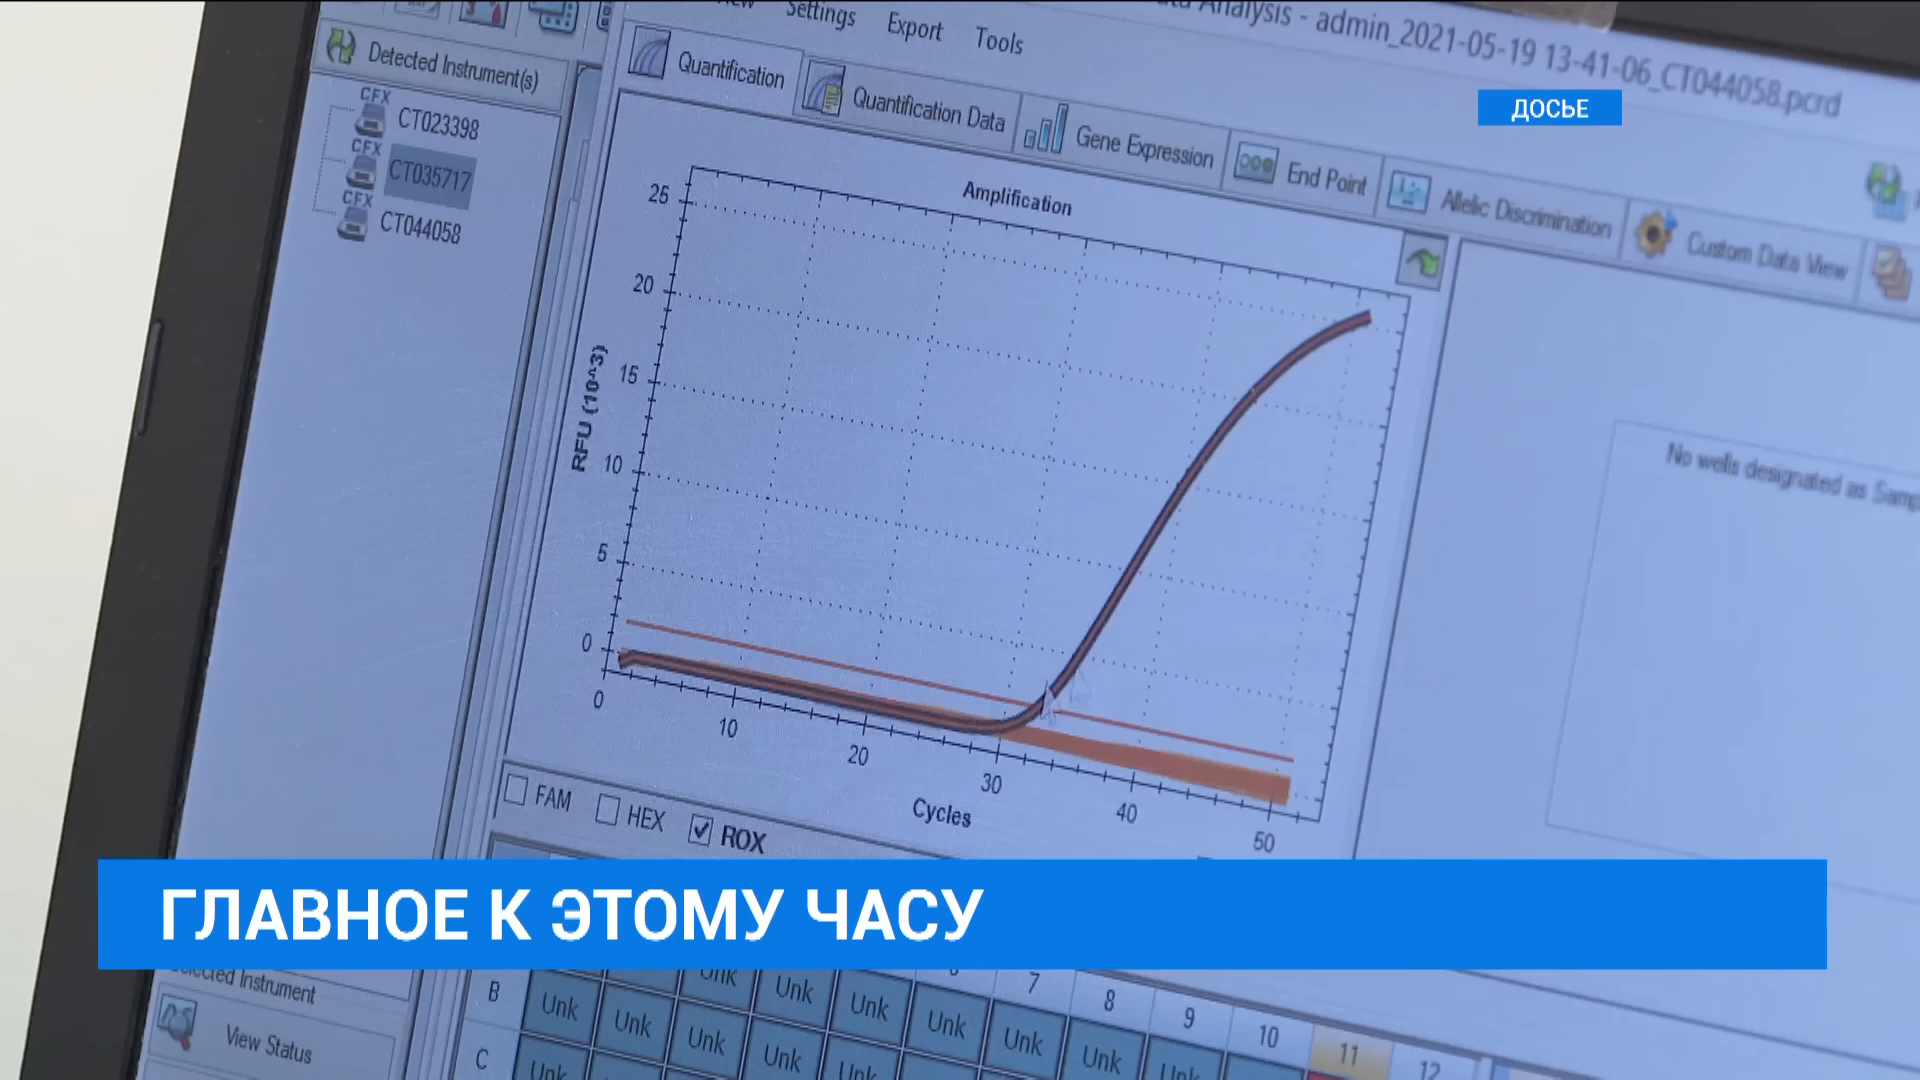 Settings Export Tools
Analysis - admin_2021-05-19 13-41-06_CT044058.pcrd
ДОСЬЕ
Detected Instrument(s)
CFX CT023398
CFX CT035717
CFX CT044058
Quantification
Quantification Data
Gene Expression
End Point
Allelic Discrimination
Custom Data View
Amplification
25
20
15
10
5
0
RFU (10^3)
0 10 20 30 40 50
Cycles
No wells designated as
FAM HEX ROX
ГЛАВНОЕ К ЭТОМУ ЧАСУ
Instrument
View Status
7 8 9 10 11 12
Unk Unk Unk
B Unk Unk Unk Unk Unk Unk Unk
C Unk Unk Unk Unk